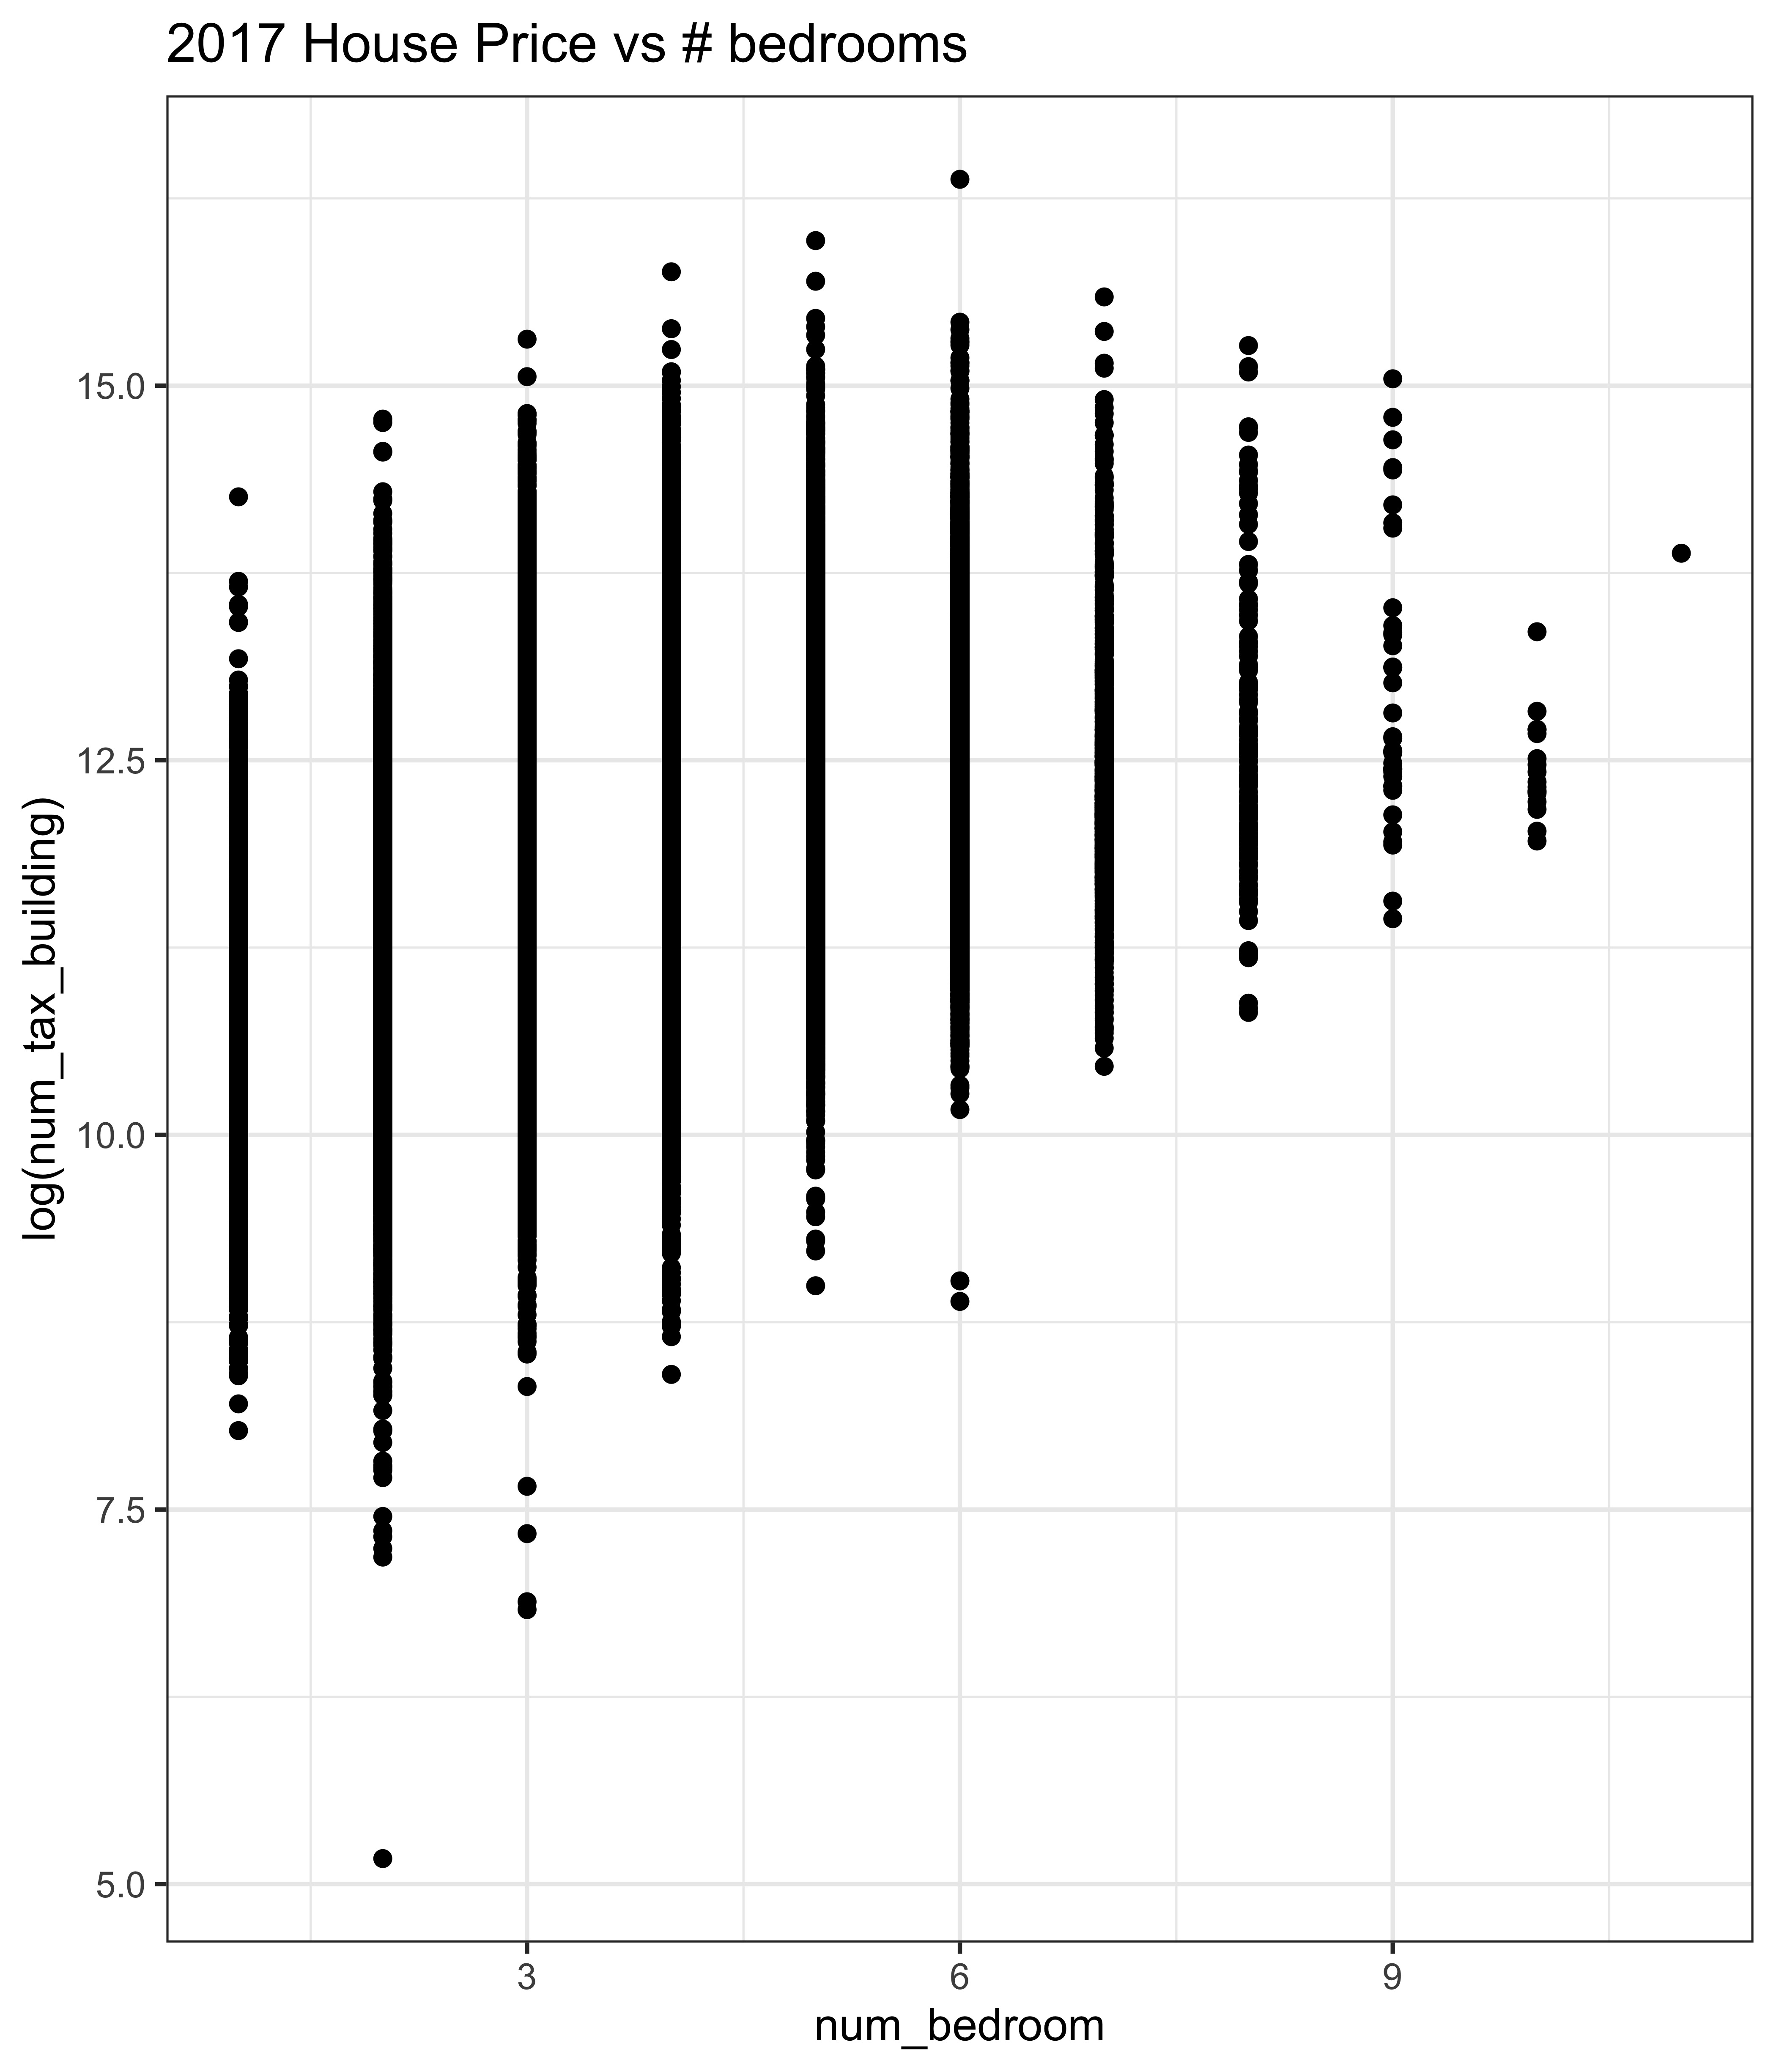 2017 House Price vs # bedrooms
log(num_tax_building)
15.0
12.5
10.0
7.5
5.0
3 6 9
num_bedroom